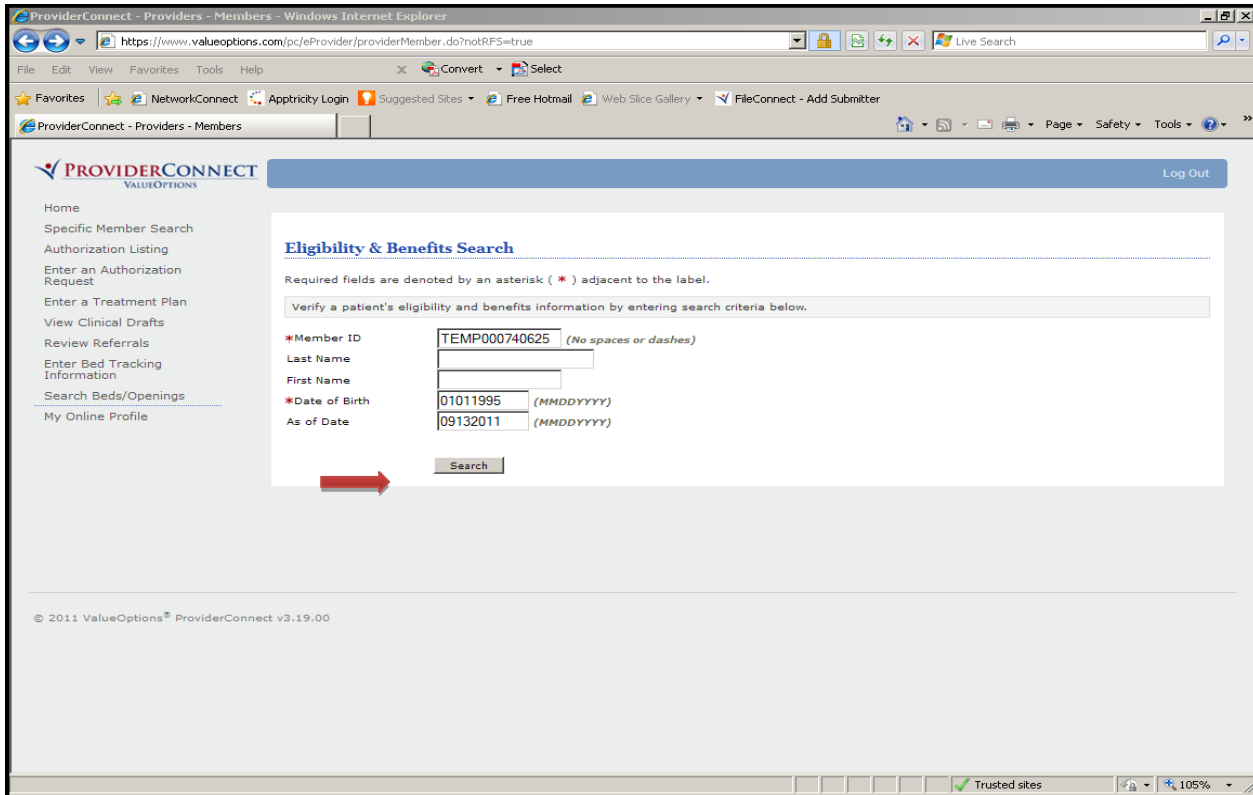 ProviderConnect - Providers - Members - Windows Internet Explorer
https://www.valueoptions.com/pc/eProvider/providerMember.do?notRFS=true
Live Search
File Edit View Favorites Tools Help
Convert
Select
Favorites
NetworkConnect
Apptricity Login
Suggested Sites
Free Hotmail
Web Slice Gallery
FileConnect - Add Submitter
ProviderConnect - Providers - Members
Page
Safety
Tools
PROVIDERCONNECT
VALUEOPTIONS
Log Out
Home
Specific Member Search
Authorization Listing
Enter an Authorization
Request
Enter a Treatment Plan
View Clinical Drafts
Review Referrals
Enter Bed Tracking
Information
Search Beds/Openings
My Online Profile
Eligibility & Benefits Search
Required fields are denoted by an asterisk ( * ) adjacent to the label.
Verify a patient's eligibility and benefits information by entering search criteria below.
*Member ID TEMP000740625 (No spaces or dashes)
Last Name
First Name
*Date of Birth 01011995 (MMDDYYYY)
As of Date 09132011 (MMDDYYYY)
Search
© 2011 ValueOptions® ProviderConnect v3.19.00
Trusted sites
105%